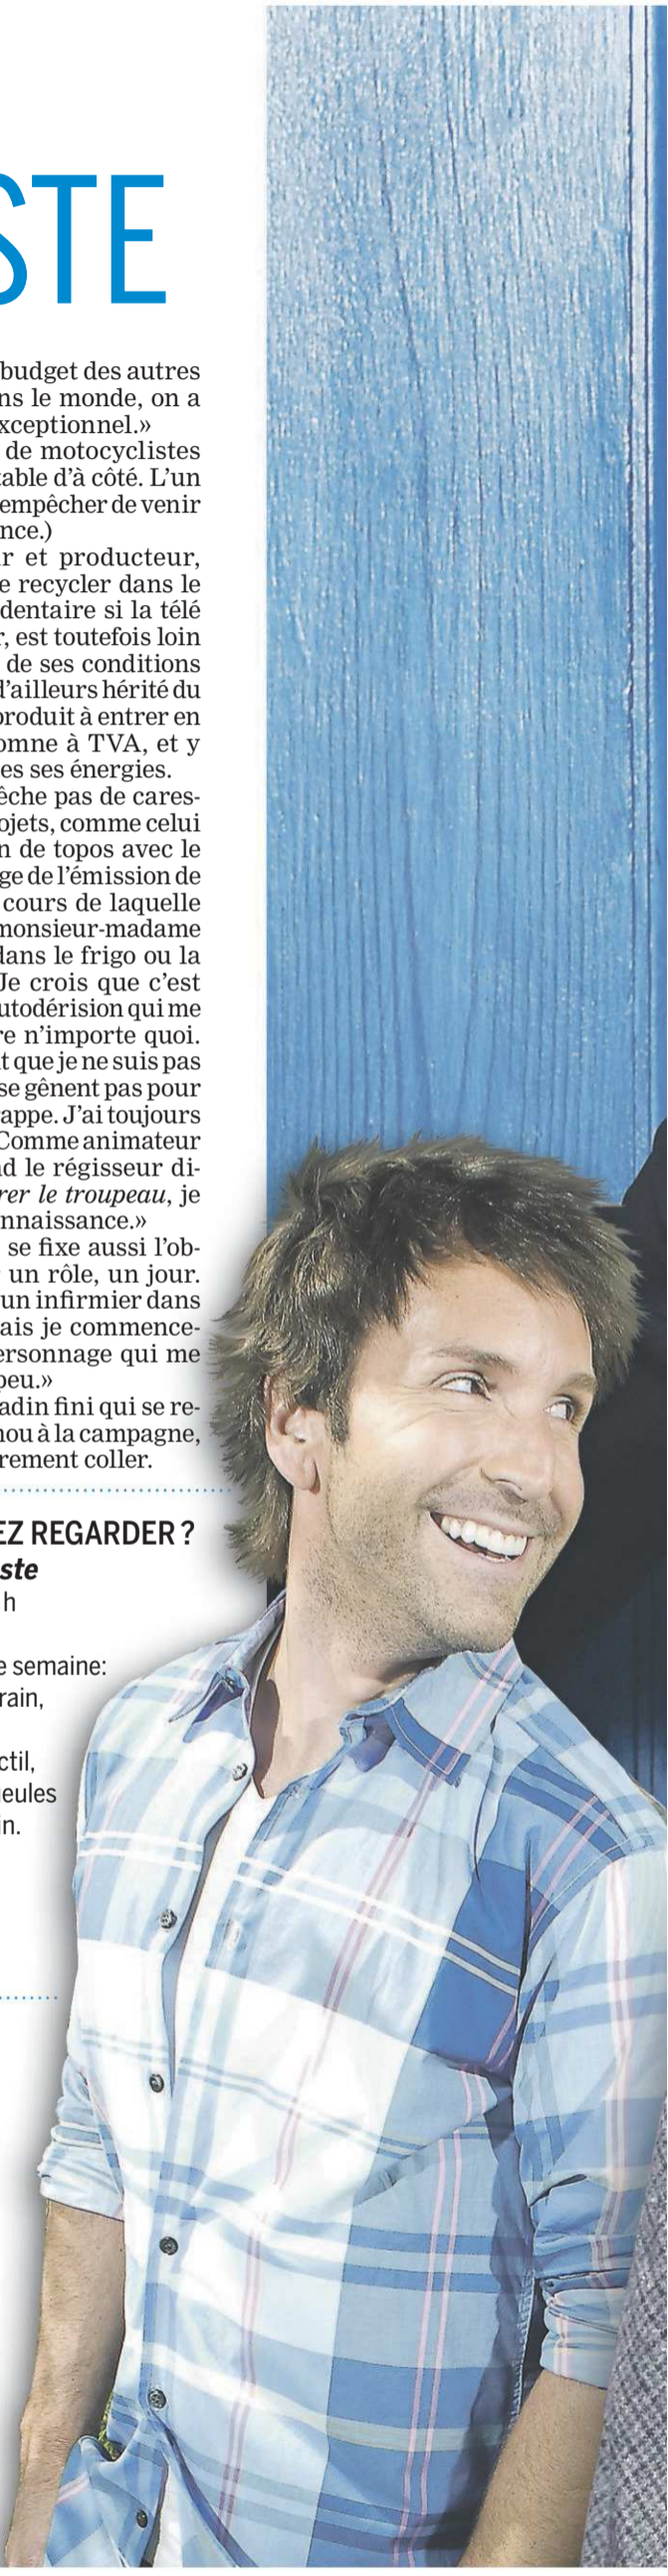 STE
budget des autres
ns le monde, on a
xceptionnel.»
de motocyclistes
table d'à côté. L'un
empêcher de venir
nce.)
r et producteur,
e recycler dans le
dentaire si la télé
r, est toutefois loin
de ses conditions
d'ailleurs hérité du
produit à entrer en
omne à TVA, et y
es ses énergies.
êche pas de cares-
ojets, comme celui
n de topos avec le
ge de l'émission de
cours de laquelle
monsieur-madame
dans le frigo ou la
Je crois que c'est
utodérision qui me
re n'importe quoi.
t que je ne suis pas
se gênent pas pour
appe. J'ai toujours
Comme animateur
nd le régisseur di-
rer le troupeau, je
nnaissance.»
se fixe aussi l'ob-
un rôle, un jour.
un infirmier dans
ais je commence-
ersonnage qui me
peu.»
adin fini qui se re-
nou à la campagne,
rement coller.
EZ REGARDER ?
ste
h
e semaine:
rain,
ctil,
eules
in.